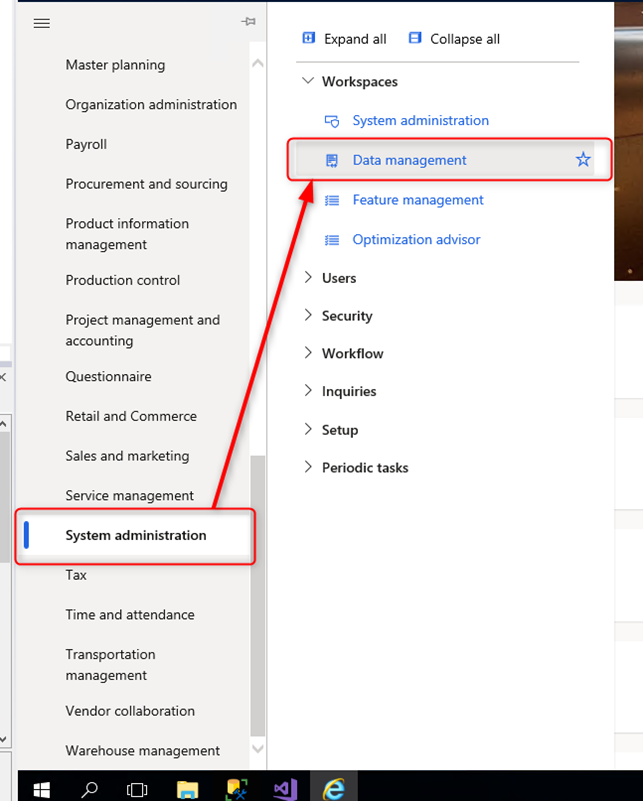 Master planning
Organization administration
Payroll
Procurement and sourcing
Product information
management
Production control
Project management and
accounting
Questionnaire
Retail and Commerce
Sales and marketing
Service management
System administration
Tax
Time and attendance
Transportation
management
Vendor collaboration
Warehouse management
Expand all
Collapse all
Workspaces
System administration
Data management
Feature management
Optimization advisor
Users
Security
Workflow
Inquiries
Setup
Periodic tasks